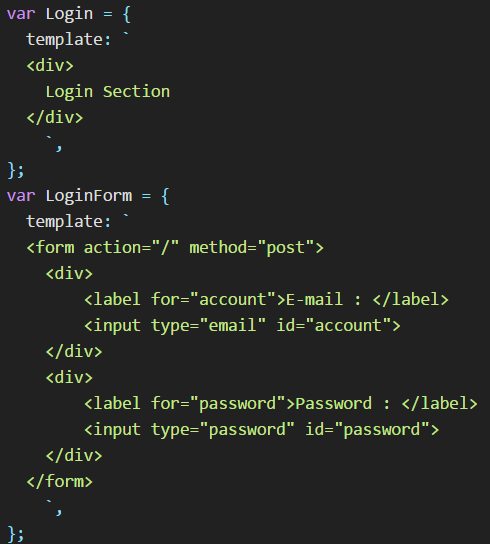 var Login = {
  template: `
  <div>
    Login Section
  </div>
    `,
};
var LoginForm = {
  template: `
  <form action="/" method="post">
    <div>
        <label for="account">E-mail : </label>
        <input type="email" id="account">
    </div>
    <div>
        <label for="password">Password : </label>
        <input type="password" id="password">
    </div>
  </form>
    `,
};